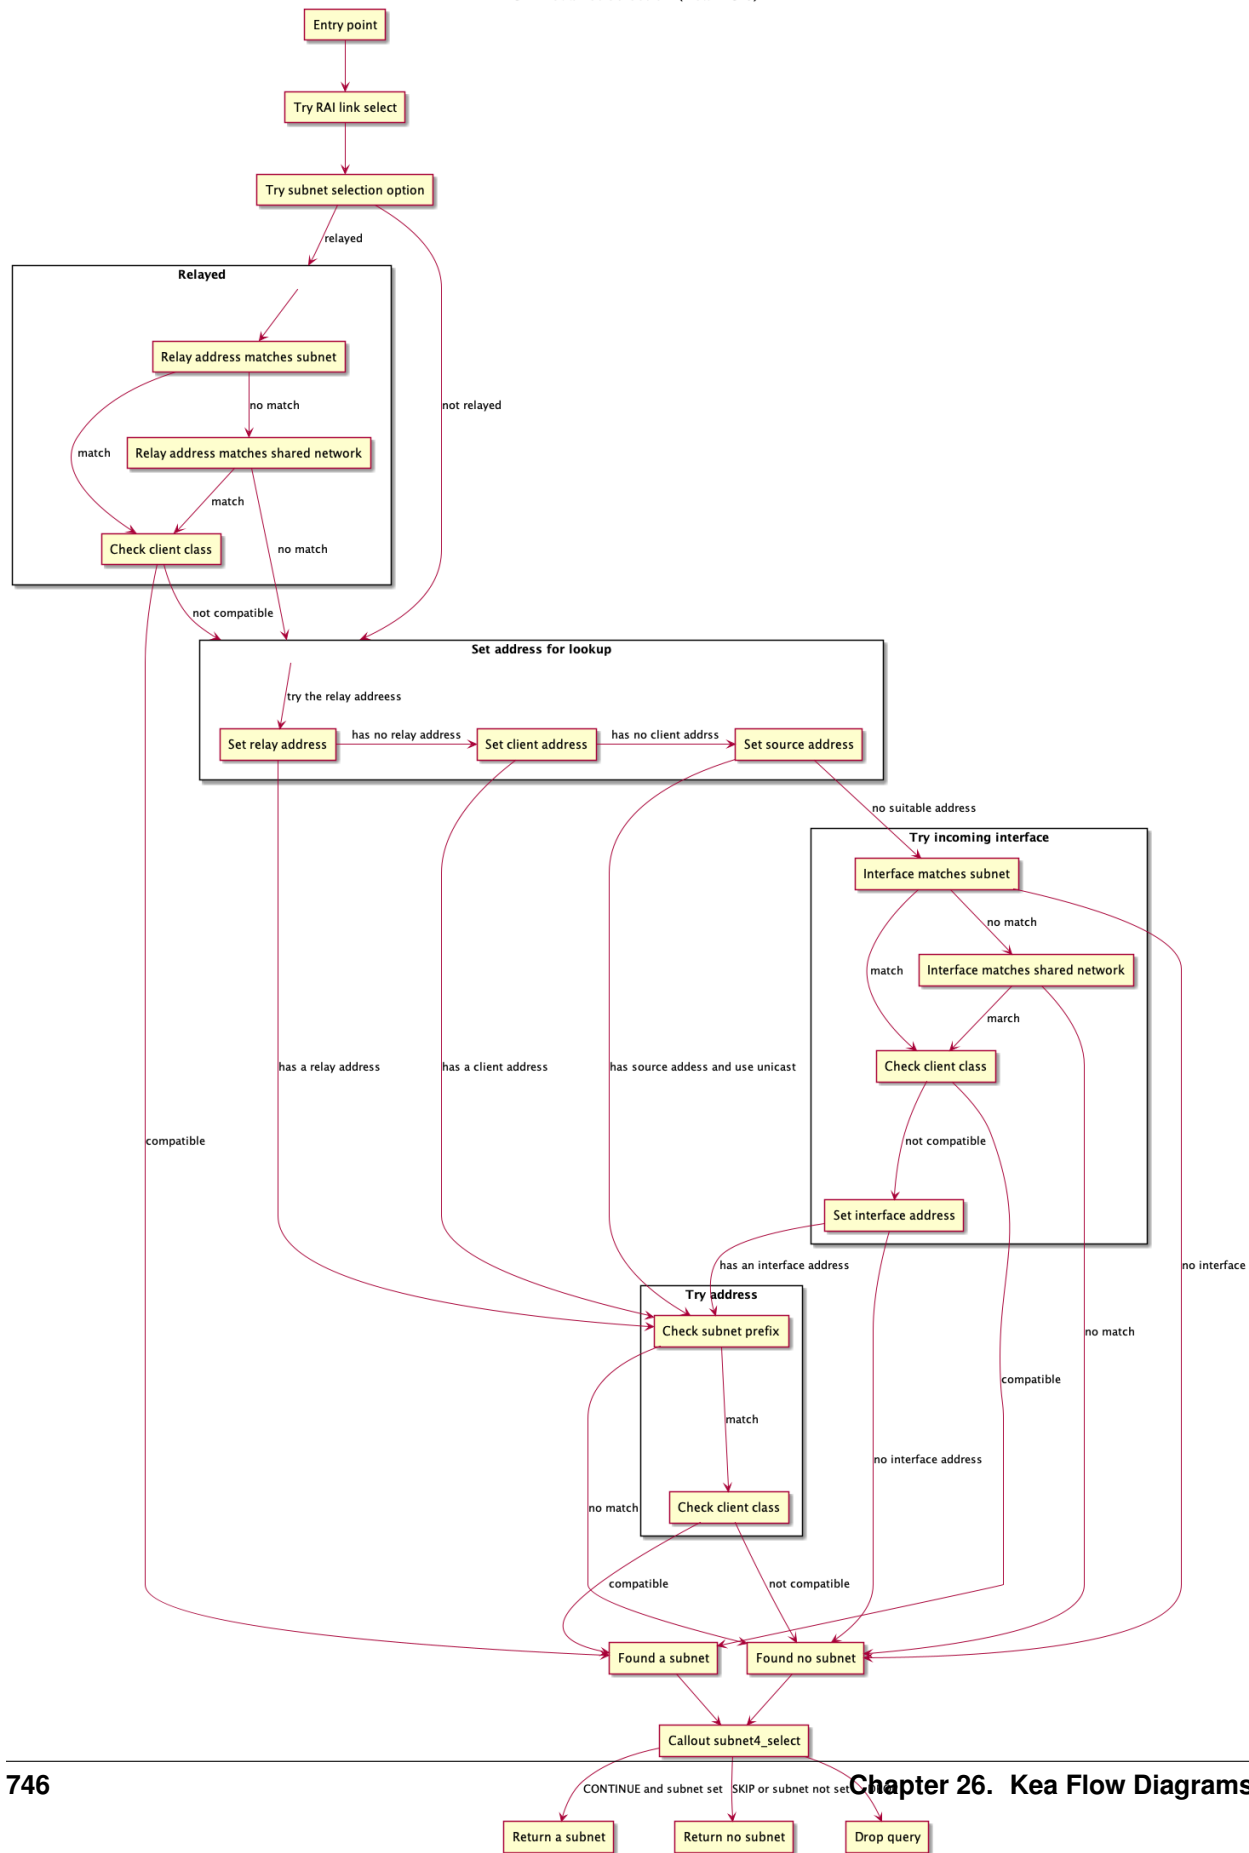 Entry point
Try RAI link select
Try subnet selection option
relayed
Relayed
Relay address matches subnet
no match
not relayed
match
Relay address matches shared network
match
Check client class
no match
not compatible
Set address for lookup
try the relay addreess
Set relay address
has no relay address
Set client address
has no client addrss
Set source address
no suitable address
Try incoming interface
Interface matches subnet
no match
match
Interface matches shared network
march
Check client class
has a relay address
has a client address
has source addess and use unicast
compatible
not compatible
Set interface address
has an interface address
no interface
Try address
Check subnet prefix
no match
compatible
match
no interface address
no match
Check client class
compatible
not compatible
Found a subnet
Found no subnet
Callout subnet4_select
746
Chapter 26. Kea Flow Diagrams
CONTINUE and subnet set
SKIP or subnet not set
Return a subnet
Return no subnet
Drop query